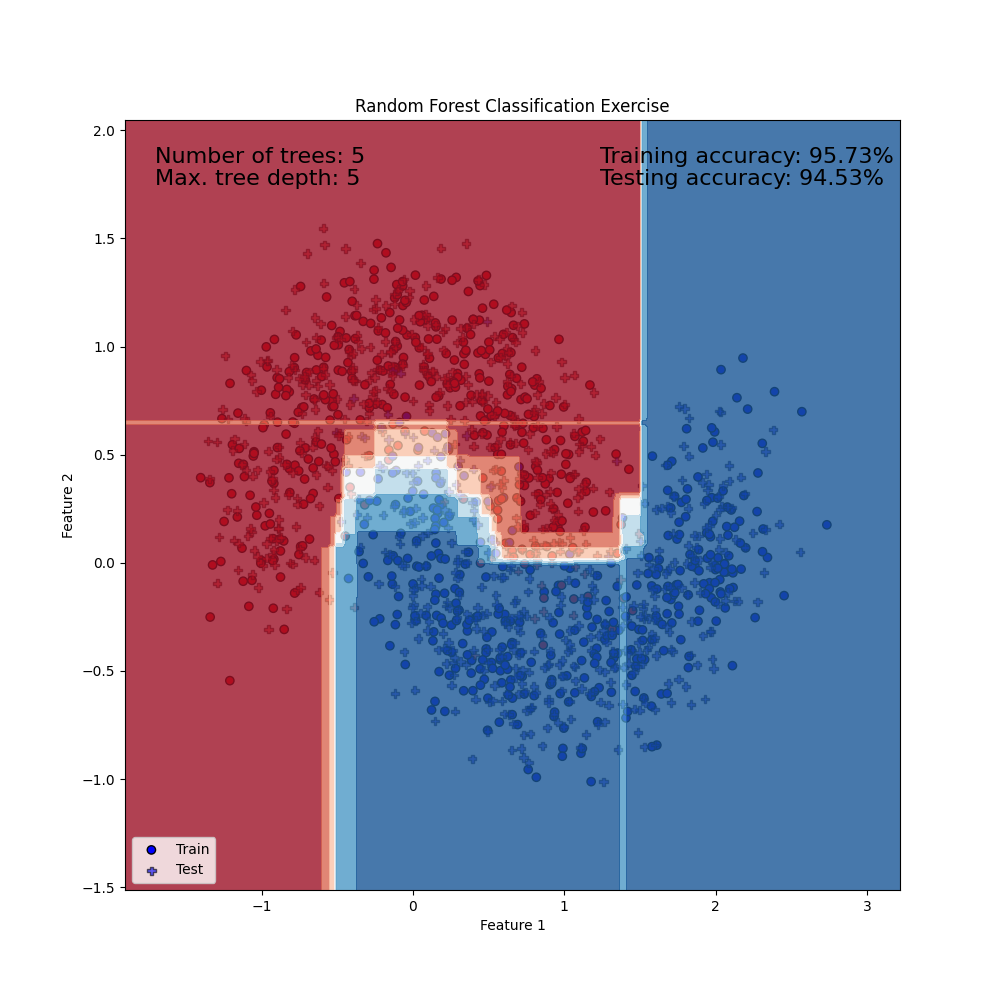 Random Forest Classification Exercise
Number of trees: 5
Max. tree depth: 5
Training accuracy: 95.73%
Testing accuracy: 94.53%
2.0
1.5
1.0
0.5
0.0
−0.5
−1.0
−1.5
Feature 2
Train
Test
−1
0
1
2
3
Feature 1